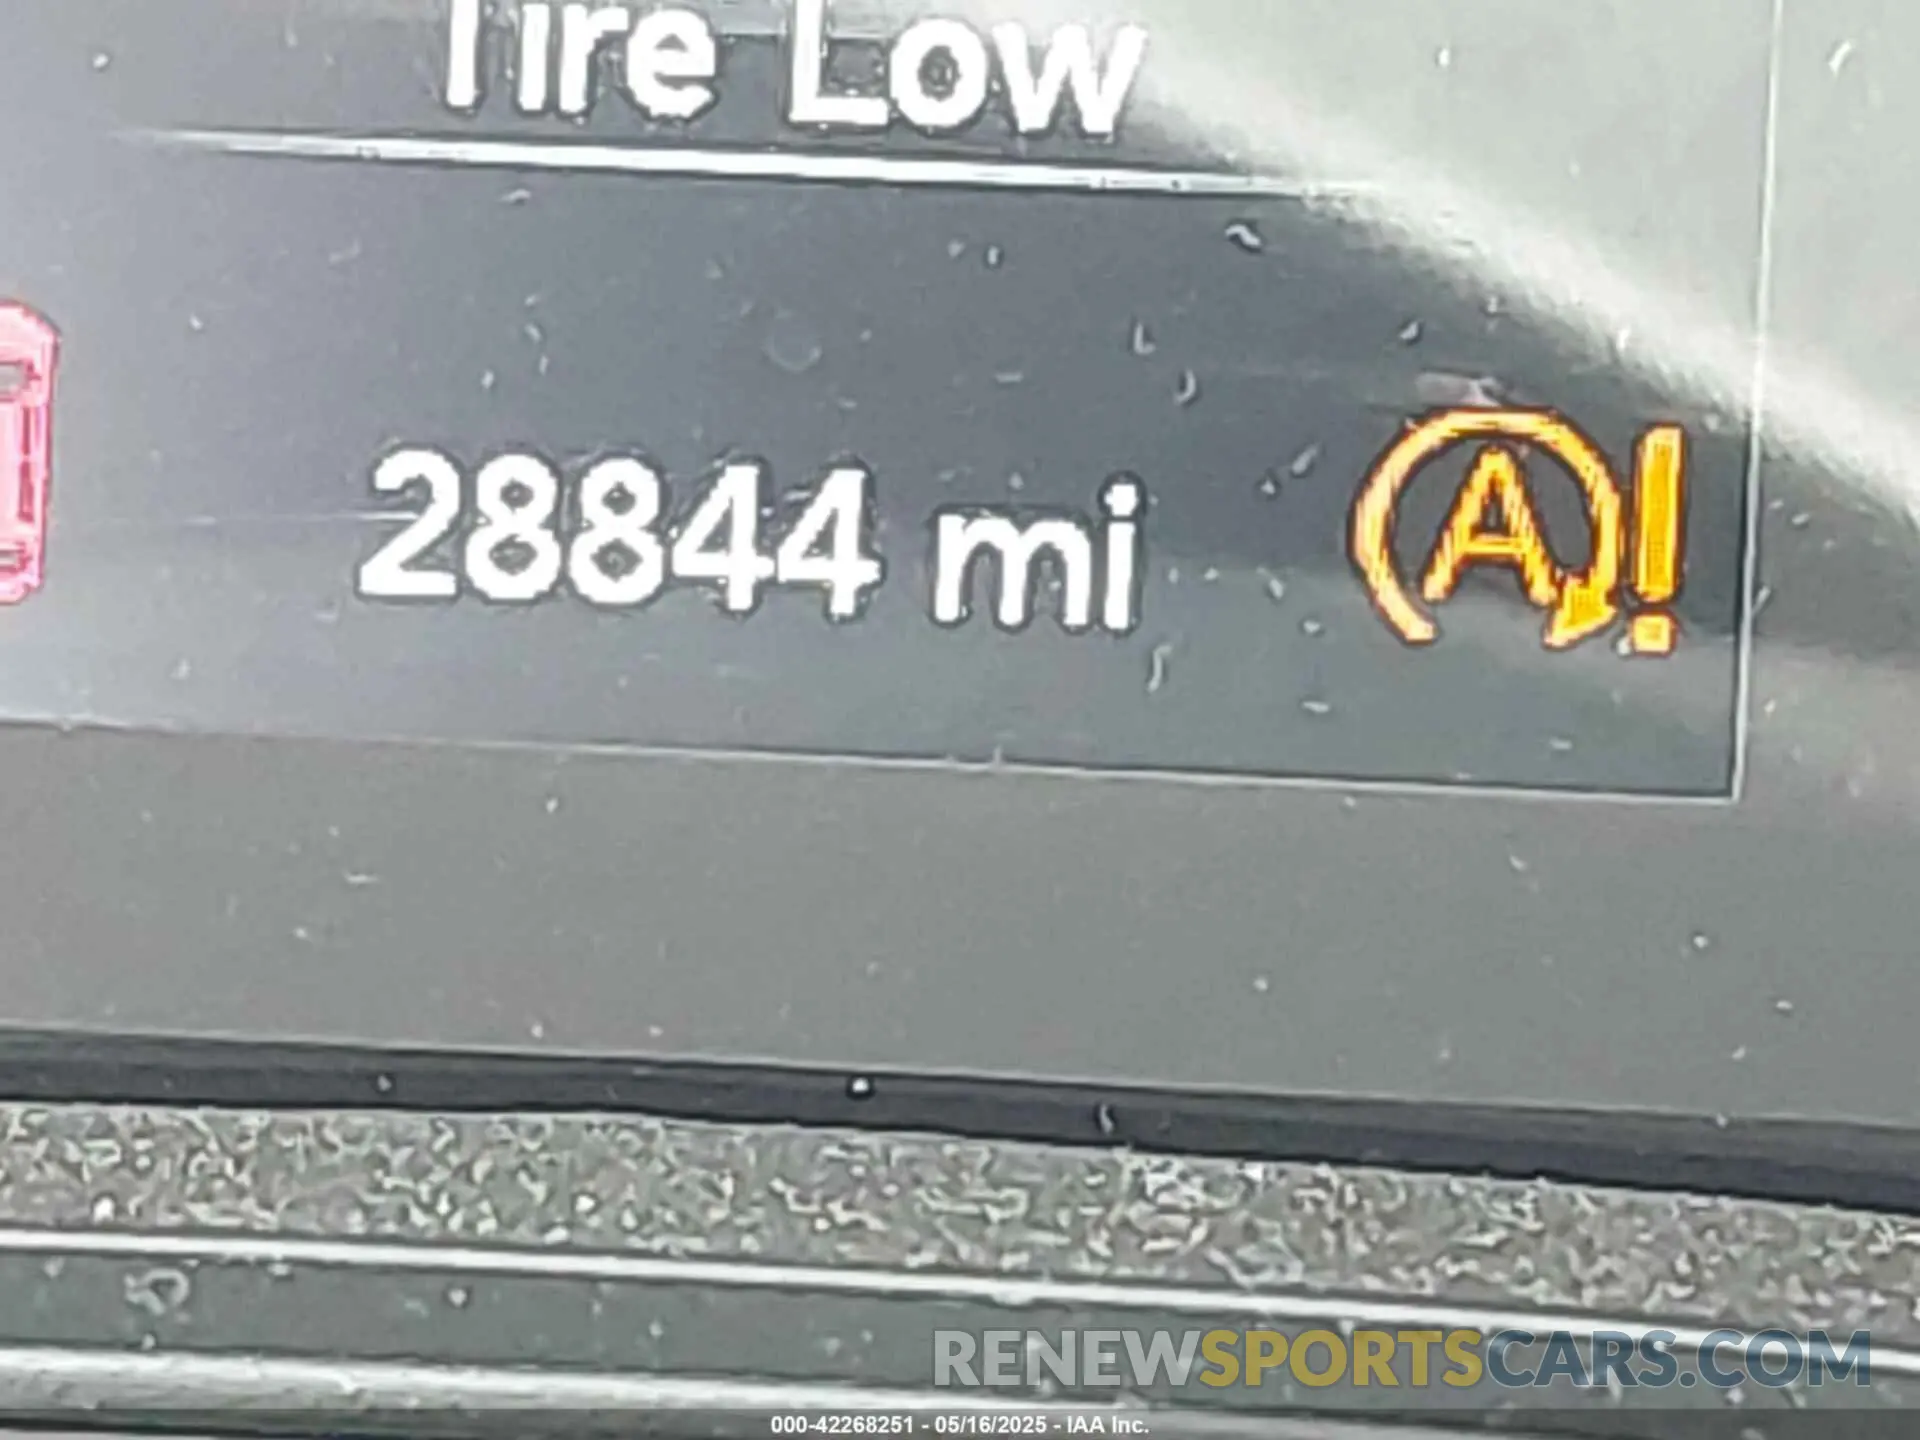 Tire Low
28844 mi
A!
RENEWSPORTSCARS.COM
000-42268251 - 05/16/2025 - IAA Inc.